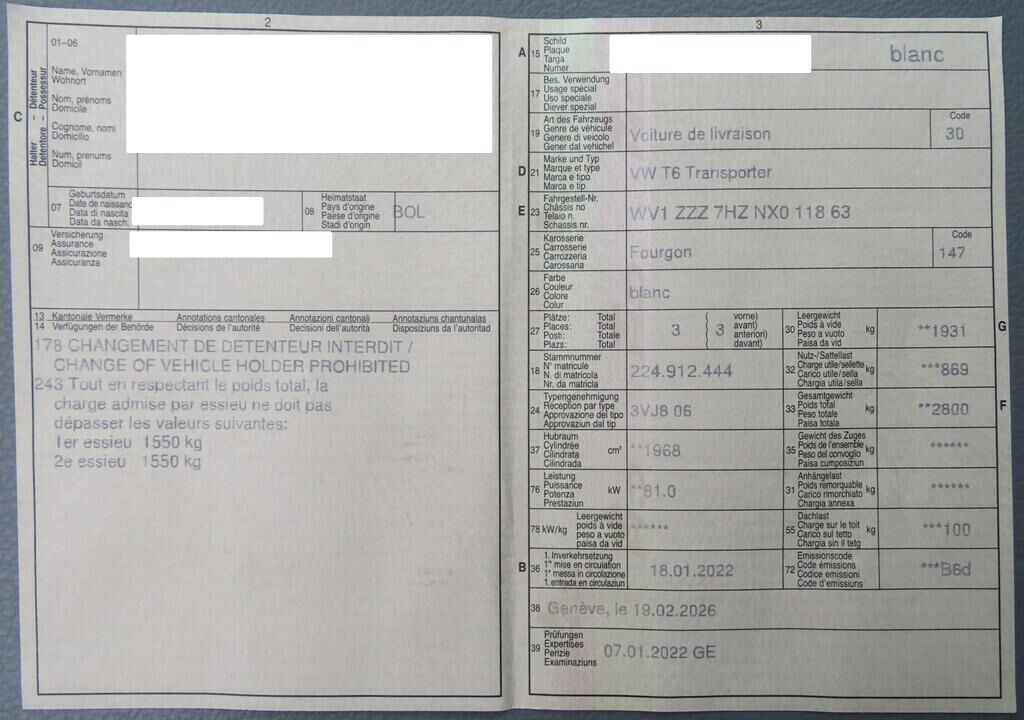 2
01–06
C
Halter – Détenteur
Detentore – Possessur
Name, Vornamen
Wohnort
Nom, prénoms
Domicile
Cognome, nomi
Domicilio
Num, prenums
Domicil
07
Geburtsdatum
Date de naissanc
Data di nascita
Data da nasch.
08
Heimatstaat
Pays d'origine
Paese d'origine
Stadi d'origin
BOL
09
Versicherung
Assurance
Assicurazione
Assicuranza
13 Kantonale Vermerke Annotations cantonales Annotazioni cantonali Annotaziuns chantunalas
14 Verfügungen der Behörde Décisions de l'autorité Decisioni dell'autorità Disposiziuns da l'autoritad
178 CHANGEMENT DE DETENTEUR INTERDIT /
CHANGE OF VEHICLE HOLDER PROHIBITED
243 Tout en respectant le poids total, la
charge admise par essieu ne doit pas
dépasser les valeurs suivantes:
1er essieu 1550 kg
2e essieu 1550 kg
3
A 15
Schild
Plaque
Targa
Numer
blanc
17
Bes. Verwendung
Usage spécial
Uso speciale
Diever spezial
19
Art des Fahrzeugs
Genre de véhicule
Genere di veicolo
Gener dal vehichel
Voiture de livraison
Code
30
D 21
Marke und Typ
Marque et type
Marca e tipo
Marca e tip
VW T6 Transporter
E 23
Fahrgestell-Nr.
Châssis no
Telaio n.
Schassis nr.
WV1 ZZZ 7HZ NX0 118 63
25
Karosserie
Carrosserie
Carrozzeria
Carossaria
Fourgon
Code
147
26
Farbe
Couleur
Colore
Colur
blanc
27
Plätze: Total
Places: Total
Posti: Totale
Plazs: Total
3
( 3
vorne)
avant)
anteriori)
davant)
30
Leergewicht
Poids à vide
Peso a vuoto
Paisa da vid
kg
**1931
G
18
Stammnummer
N° matricule
N. di matricola
Nr. da matricla
224.912.444
32
Nutz-/Sattellast
Charge utile/sellette
Carico utile/sella
Chargia utila/sella
kg
***869
24
Typengenehmigung
Réception par type
Approvazione del tipo
Approvaziun dal tip
3VJ8 06
33
Gesamtgewicht
Poids total
Peso totale
Paisa totala
kg
**2800
F
37
Hubraum
Cylindrée
Cilindrata
Cilindrada
cm³
**1968
35
Gewicht des Zuges
Poids de l'ensemble
Peso del convoglio
Paisa cumposiziun
kg
******
76
Leistung
Puissance
Potenza
Prestaziun
kW
**81.0
31
Anhängelast
Poids remorquable
Carico rimorchiato
Chargia annexa
kg
******
78 kW/kg
Leergewicht
poids à vide
peso a vuoto
paisa da vid
******
55
Dachlast
Charge sur le toit
Carico sul tetto
Chargia sin il tetg
kg
***100
B 36
1. Inverkehrsetzung
1re mise en circulation
1a messa in circolazione
1. entrada en circulaziun
18.01.2022
72
Emissionscode
Code émissions
Codice emissioni
Code d'emissiuns
***B6d
38
Genève, le 19.02.2026
39
Prüfungen
Expertises
Perizie
Examinaziuns
07.01.2022 GE